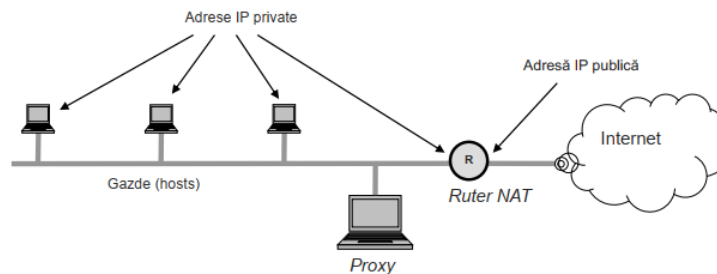 Adrese IP private
Adresă IP publică
Internet
R
Gazde (hosts)
Ruter NAT
Proxy